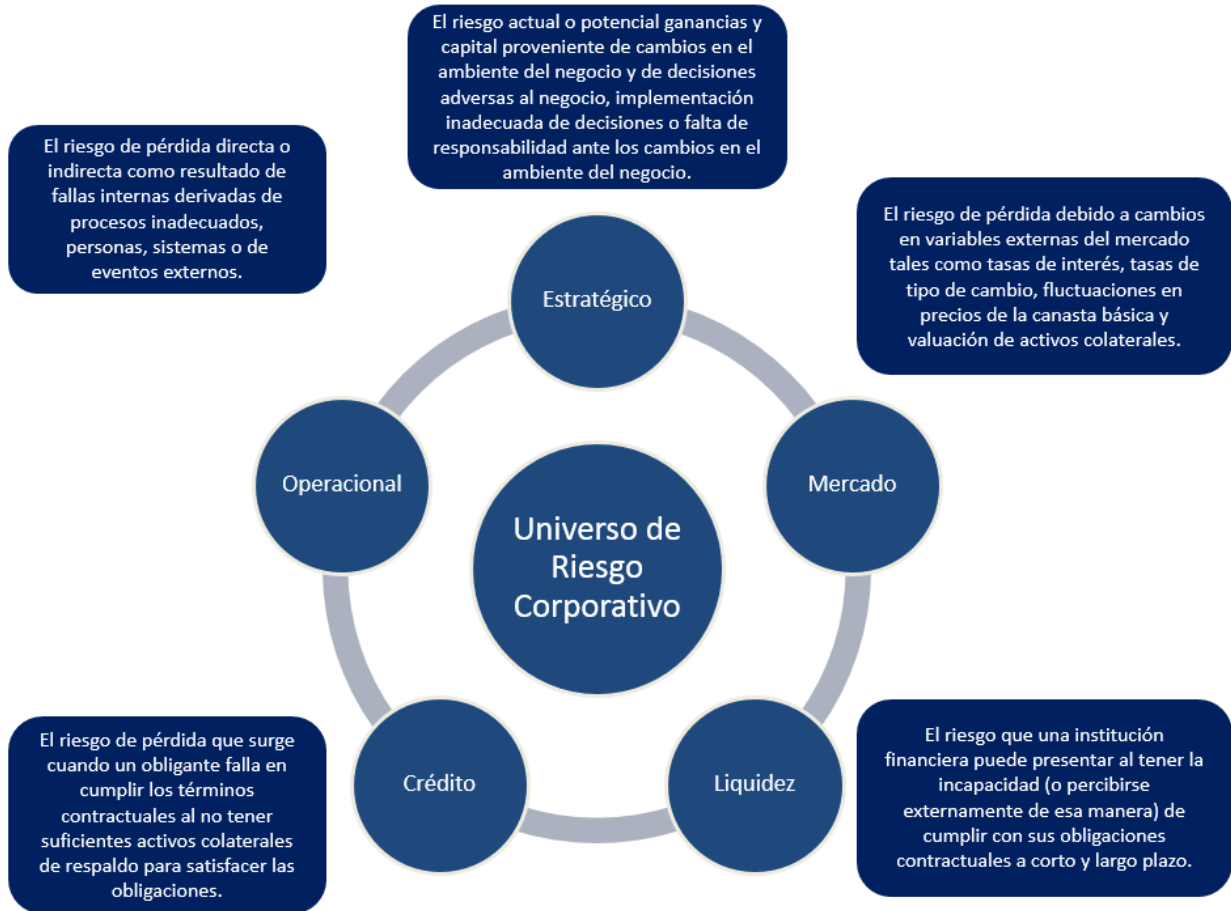 El riesgo actual o potencial ganancias y
capital proveniente de cambios en el
ambiente del negocio y de decisiones
adversas al negocio, implementación
inadecuada de decisiones o falta de
responsabilidad ante los cambios en el
ambiente del negocio.
El riesgo de pérdida directa o
indirecta como resultado de
fallas internas derivadas de
procesos inadecuados,
personas, sistemas o de
eventos externos.
El riesgo de pérdida debido a cambios
en variables externas del mercado
tales como tasas de interés, tasas de
tipo de cambio, fluctuaciones en
precios de la canasta básica y
valuación de activos colaterales.
Estratégico
Operacional
Mercado
Universo de
Riesgo
Corporativo
Crédito
Liquidez
El riesgo de pérdida que surge
cuando un obligante falla en
cumplir los términos
contractuales al no tener
suficientes activos colaterales
de respaldo para satisfacer las
obligaciones.
El riesgo que una institución
financiera puede presentar al tener la
incapacidad (o percibirse
externamente de esa manera) de
cumplir con sus obligaciones
contractuales a corto y largo plazo.